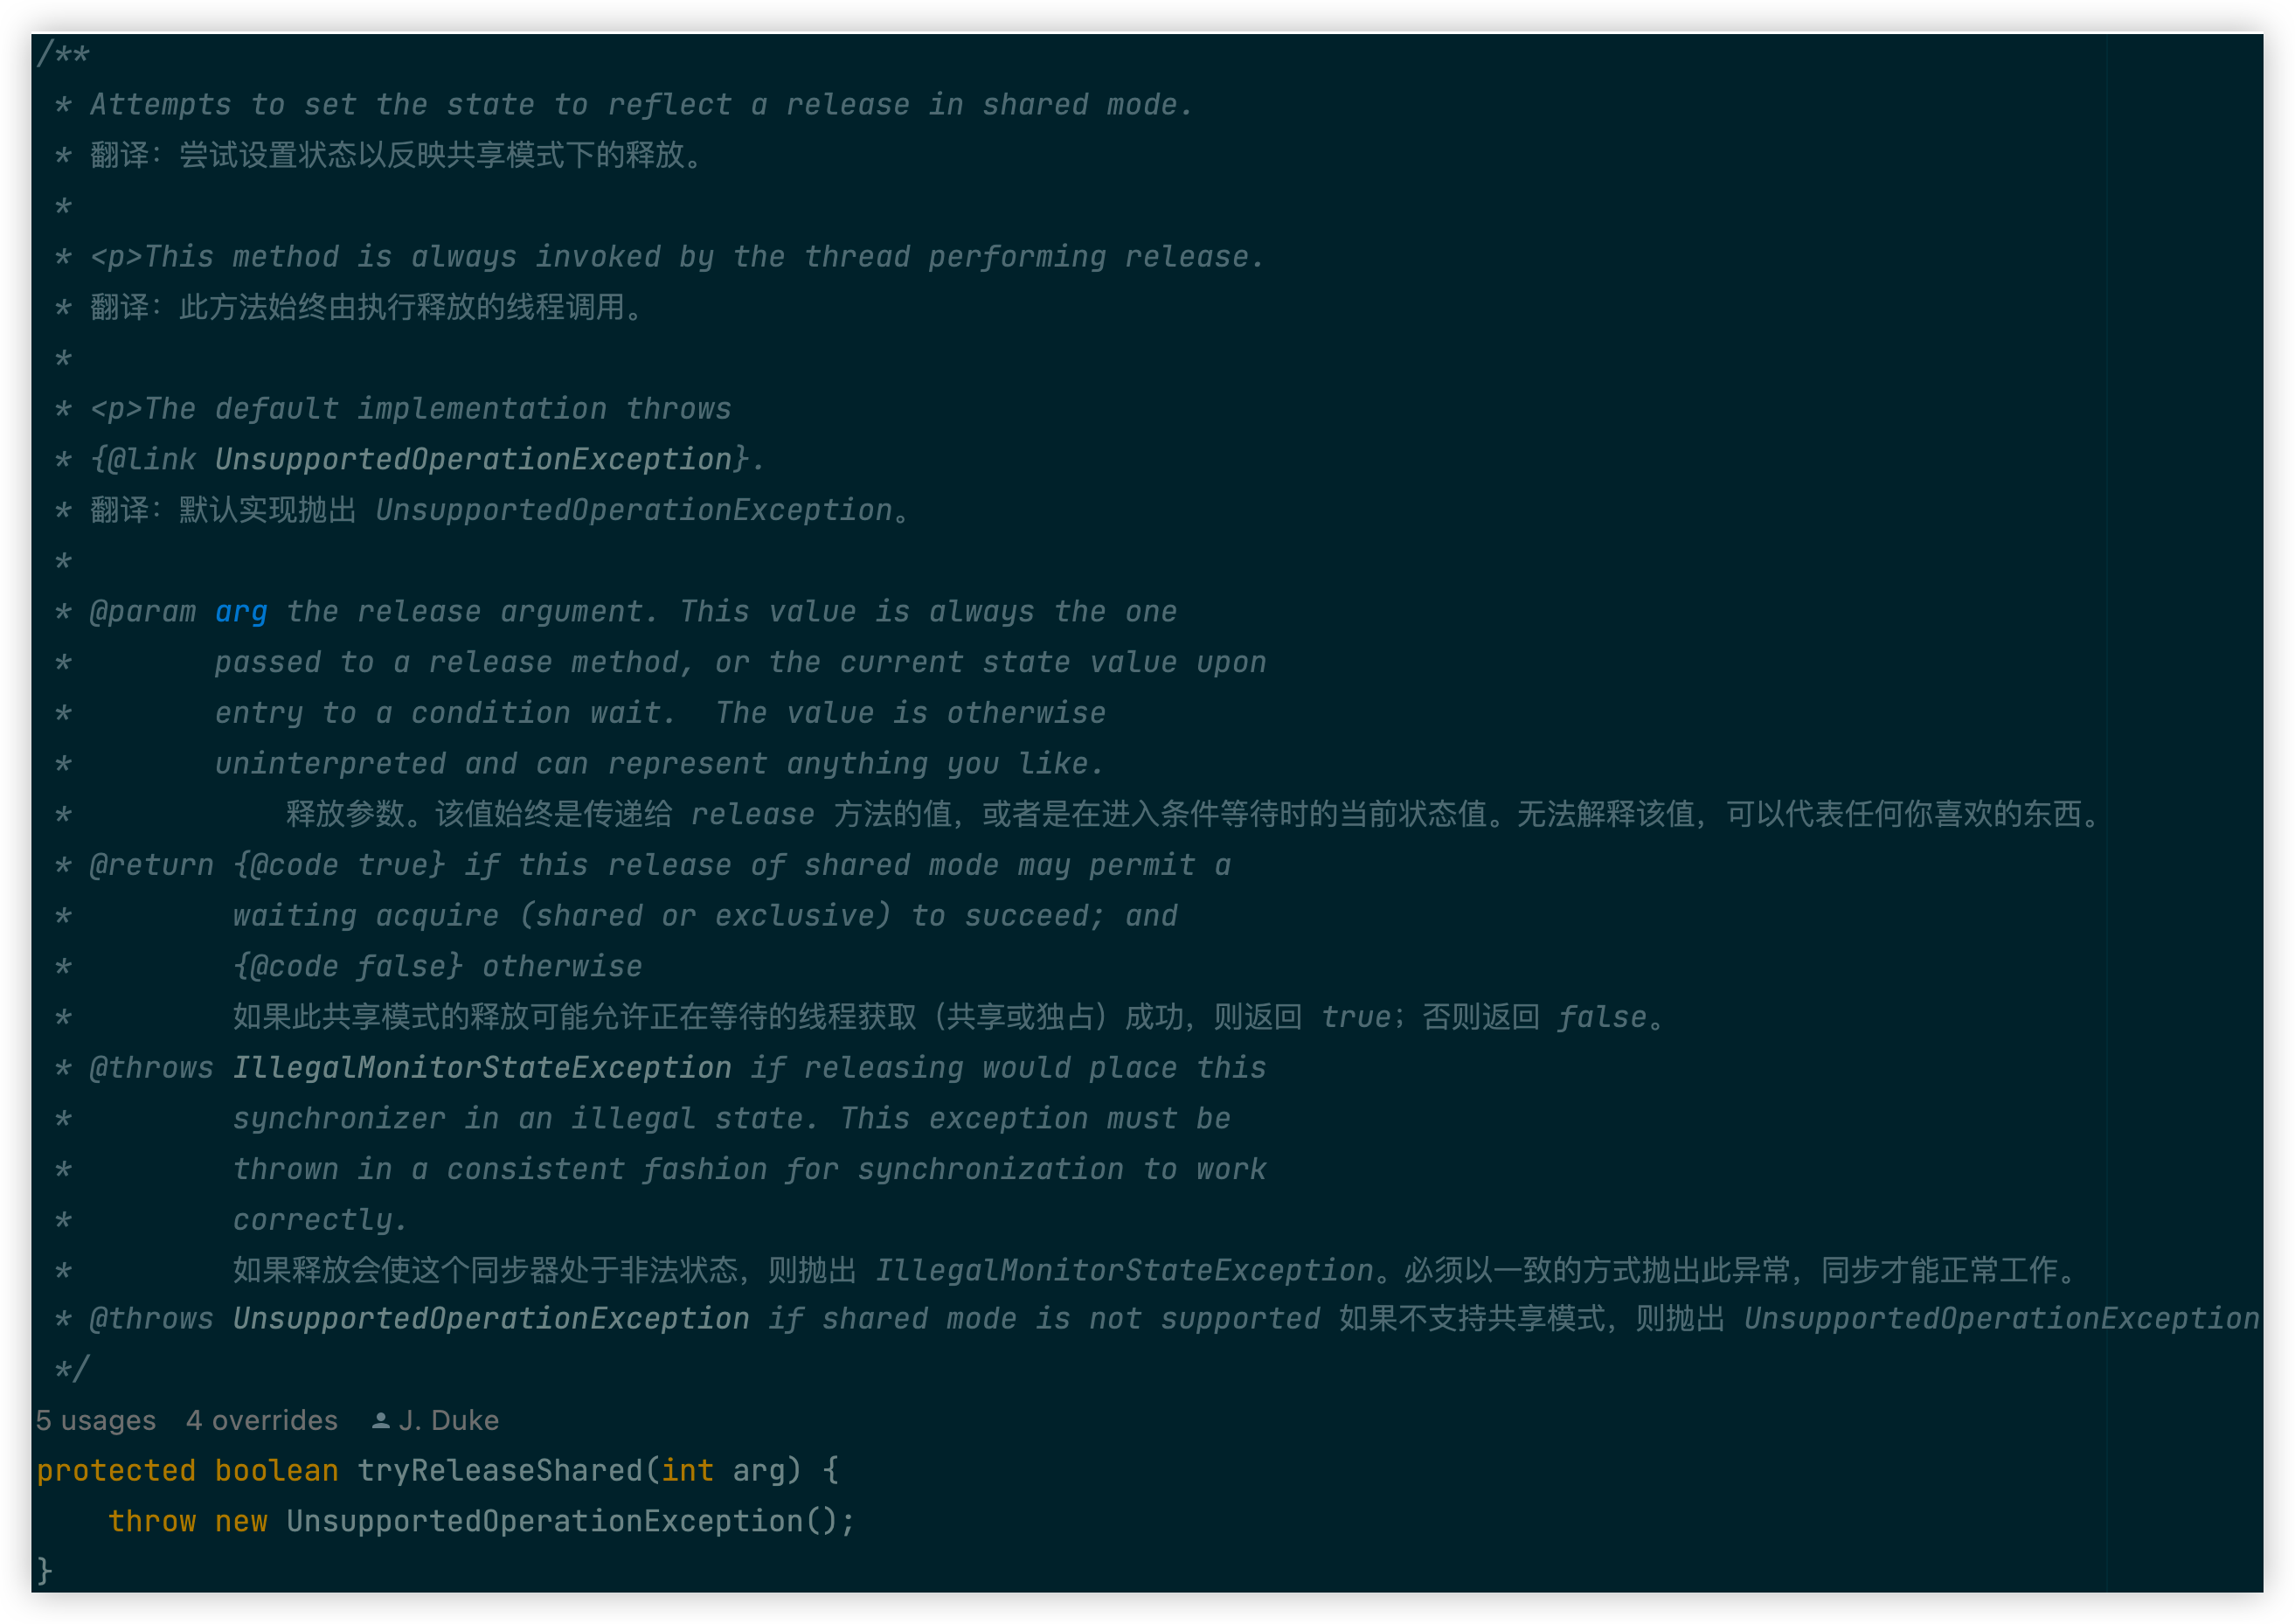 /**
 * Attempts to set the state to reflect a release in shared mode.
 * 翻译：尝试设置状态以反映共享模式下的释放。
 *
 * <p>This method is always invoked by the thread performing release.
 * 翻译：此方法始终由执行释放的线程调用。
 *
 * <p>The default implementation throws
 * {@link UnsupportedOperationException}.
 * 翻译：默认实现抛出 UnsupportedOperationException。
 *
 * @param arg the release argument. This value is always the one
 *        passed to a release method, or the current state value upon
 *        entry to a condition wait.  The value is otherwise
 *        uninterpreted and can represent anything you like.
 *            释放参数。该值始终是传递给 release 方法的值，或者是在进入条件等待时的当前状态值。无法解释该值，可以代表任何你喜欢的东西。
 * @return {@code true} if this release of shared mode may permit a
 *         waiting acquire (shared or exclusive) to succeed; and
 *         {@code false} otherwise
 *         如果此共享模式的释放可能允许正在等待的线程获取（共享或独占）成功，则返回 true；否则返回 false。
 * @throws IllegalMonitorStateException if releasing would place this
 *         synchronizer in an illegal state. This exception must be
 *         thrown in a consistent fashion for synchronization to work
 *         correctly.
 *         如果释放会使这个同步器处于非法状态，则抛出 IllegalMonitorStateException。必须以一致的方式抛出此异常，同步才能正常工作。
 * @throws UnsupportedOperationException if shared mode is not supported 如果不支持共享模式，则抛出 UnsupportedOperationException
 */
5 usages   4 overrides   J. Duke
protected boolean tryReleaseShared(int arg) {
    throw new UnsupportedOperationException();
}